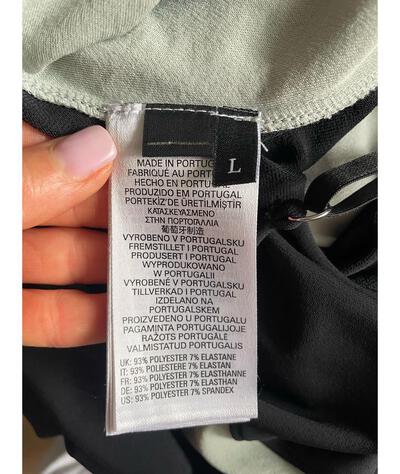 L
MADE IN PORTUGAL
FABRIQUÉ AU PORTUGAL
HECHO EN PORTUGAL
PRODUZIDO EM PORTUGAL
PORTEKİZ'DE ÜRETİLMİŞTİR
ΚΑΤΑΣΚΕΥΑΣΜΕΝΟ
ΣΤΗΝ ΠΟΡΤΟΓΑΛΛΙΑ
葡萄牙制造
VYROBENO V PORTUGALSKU
FREMSTILLET I PORTUGAL
PRODUSERT I PORTUGAL
WYPRODUKOWANO
W PORTUGALII
VYROBENÉ V PORTUGALSKU
TILLVERKAD I PORTUGAL
IZDELANO NA
PORTUGALSKEM
PROIZVEDENO U PORTUGALU
PAGAMINTA PORTUGALIJOJE
RAŽOTS PORTUGĀLĒ
VALMISTATUD PORTUGALIS
UK: 93% POLYESTER 7% ELASTANE
IT: 93% POLIESTERE 7% ELASTAN
FR: 93% POLYESTER 7% ELASTHANNE
DE: 93% POLYESTER 7% ELASTHAN
US: 93% POLYESTER 7% SPANDEX